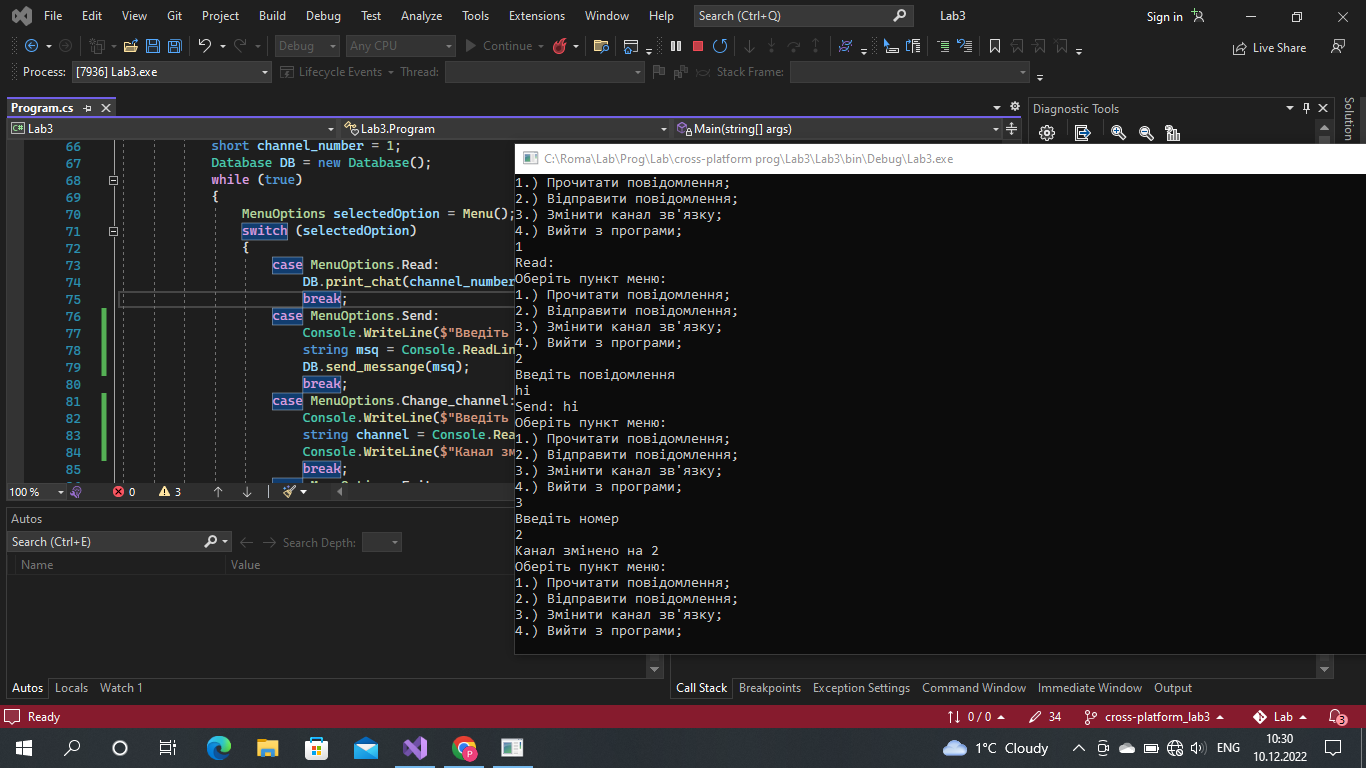 File Edit View Git Project Build Debug Test Analyze Tools Extensions Window Help Search (Ctrl+Q) Lab3 Sign in
Debug Any CPU Continue Live Share
Process: [7936] Lab3.exe Lifecycle Events Thread: Stack Frame:
Program.cs
Lab3 Lab3.Program Main(string[] args)
66 short channel_number = 1;
67 Database DB = new Database();
68 while (true)
69 {
70 MenuOptions selectedOption = Menu();
71 switch (selectedOption)
72 {
73 case MenuOptions.Read:
74 DB.print_chat(channel_number
75 break;
76 case MenuOptions.Send:
77 Console.WriteLine($"Введіть
78 string msq = Console.ReadLin
79 DB.send_messange(msq);
80 break;
81 case MenuOptions.Change_channel:
82 Console.WriteLine($"Введіть
83 string channel = Console.Rea
84 Console.WriteLine($"Канал зм
85 break;
100 % 0 3
Autos
Search (Ctrl+E) Search Depth:
Name Value
Autos Locals Watch 1
Diagnostic Tools
Solution
C:\Roma\Lab\Prog\Lab\cross-platform prog\Lab3\Lab3\bin\Debug\Lab3.exe
1.) Прочитати повідомлення;
2.) Відправити повідомлення;
3.) Змінити канал зв'язку;
4.) Вийти з програми;
1
Read:
Оберіть пункт меню:
1.) Прочитати повідомлення;
2.) Відправити повідомлення;
3.) Змінити канал зв'язку;
4.) Вийти з програми;
2
Введіть повідомлення
hi
Send: hi
Оберіть пункт меню:
1.) Прочитати повідомлення;
2.) Відправити повідомлення;
3.) Змінити канал зв'язку;
4.) Вийти з програми;
3
Введіть номер
2
Канал змінено на 2
Оберіть пункт меню:
1.) Прочитати повідомлення;
2.) Відправити повідомлення;
3.) Змінити канал зв'язку;
4.) Вийти з програми;
Call Stack Breakpoints Exception Settings Command Window Immediate Window Output
Ready 0 / 0 34 cross-platform_lab3 Lab 3
P 1°C Cloudy ENG 10:30
10.12.2022